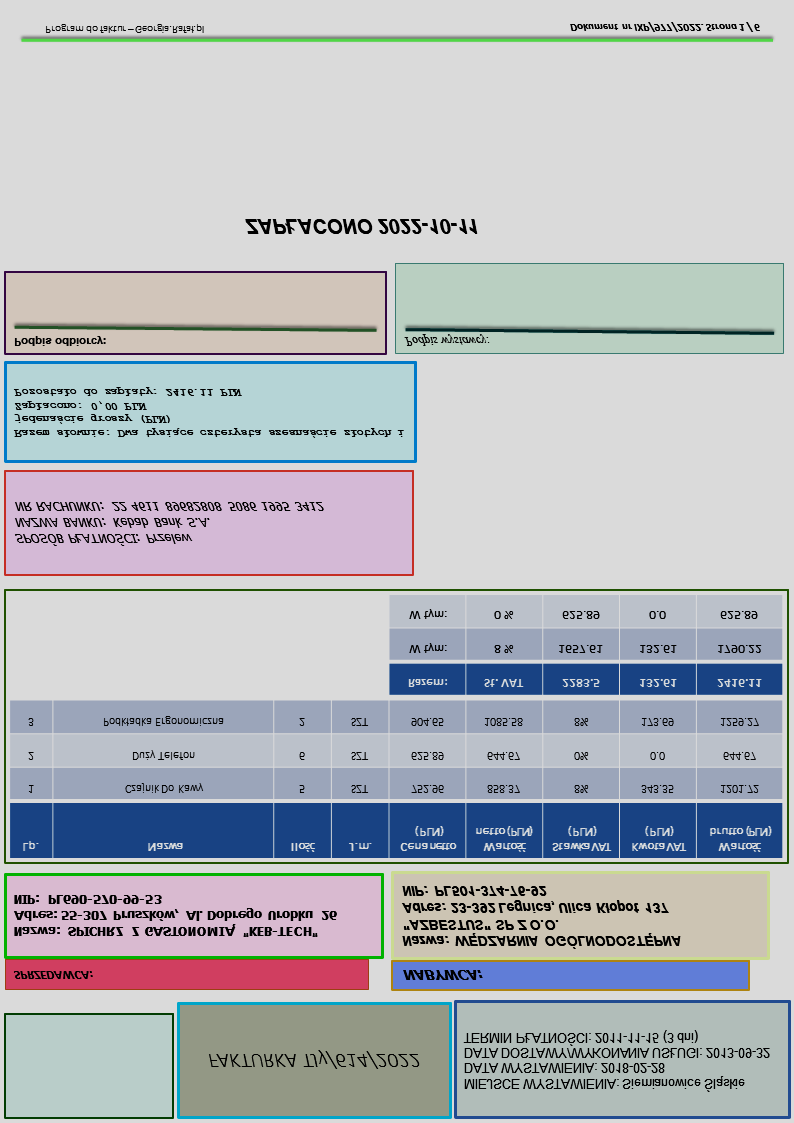 FAKTURKA TJy/614/2022
MIEJSCE WYSTAWIENIA: Siemianowice Śląskie
DATA WYSTAWIENIA: 2018-02-28
DATA DOSTAWY/WYKONANIA USŁUGI: 2013-09-32
TERMIN PŁATNOŚCI: 2011-11-15 (3 dni)
SPRZEDAWCA:
Nazwa: SPICHRZ Z GASTONOMIĄ "KEB-TECH"
Adres: 55-307 Pruszków, Al. Dobrego Urobku 26
NIP: PL690-570-99-53
NABYWCA:
Nazwa: WĘDZARNIA OGÓLNODOSTĘPNA
"AZBESTUS" SP Z O.O.
Adres: 23-392 Legnica, Ulica Kłopot 137
NIP: PL501-374-76-92
Lp. Nazwa Ilość J.m. Cena netto (PLN) Wartość netto (PLN) Stawka VAT (PLN) Kwota VAT (PLN) Wartość brutto (PLN)
1 Czajnik Do Kawy 5 SZT 752.96 858.37 8% 343.35 1201.72
2 Duży Telefon 6 SZT 625.89 644.67 0% 0.0 644.67
3 Podkładka Ergonomiczna 2 SZT 904.65 1085.58 8% 173.69 1259.27
Razem: St. VAT 2283.5 132.61 2416.11
W tym: 8 % 1657.61 132.61 1790.22
W tym: 0 % 625.89 0.0 625.89
SPOSÓB PŁATNOŚCI: Przelew
NAZWA BANKU: Kebab Bank S.A.
NR RACHUNKU: 22 4611 89682808 5086 1995 3412
Razem słownie: Dwa tysiące czterysta szesnaście złotych i
jedenaście groszy (PLN)
Zapłacono: 0,00 PLN
Pozostało do zapłaty: 2416.11 PLN
Podpis odbiorcy:
Podpis wystawcy:
ZAPŁACONO 2022-10-11
Program do faktur – Georgia.Rafał.pl
Dokument nr IXP/977/2022. Strona 1 / 6